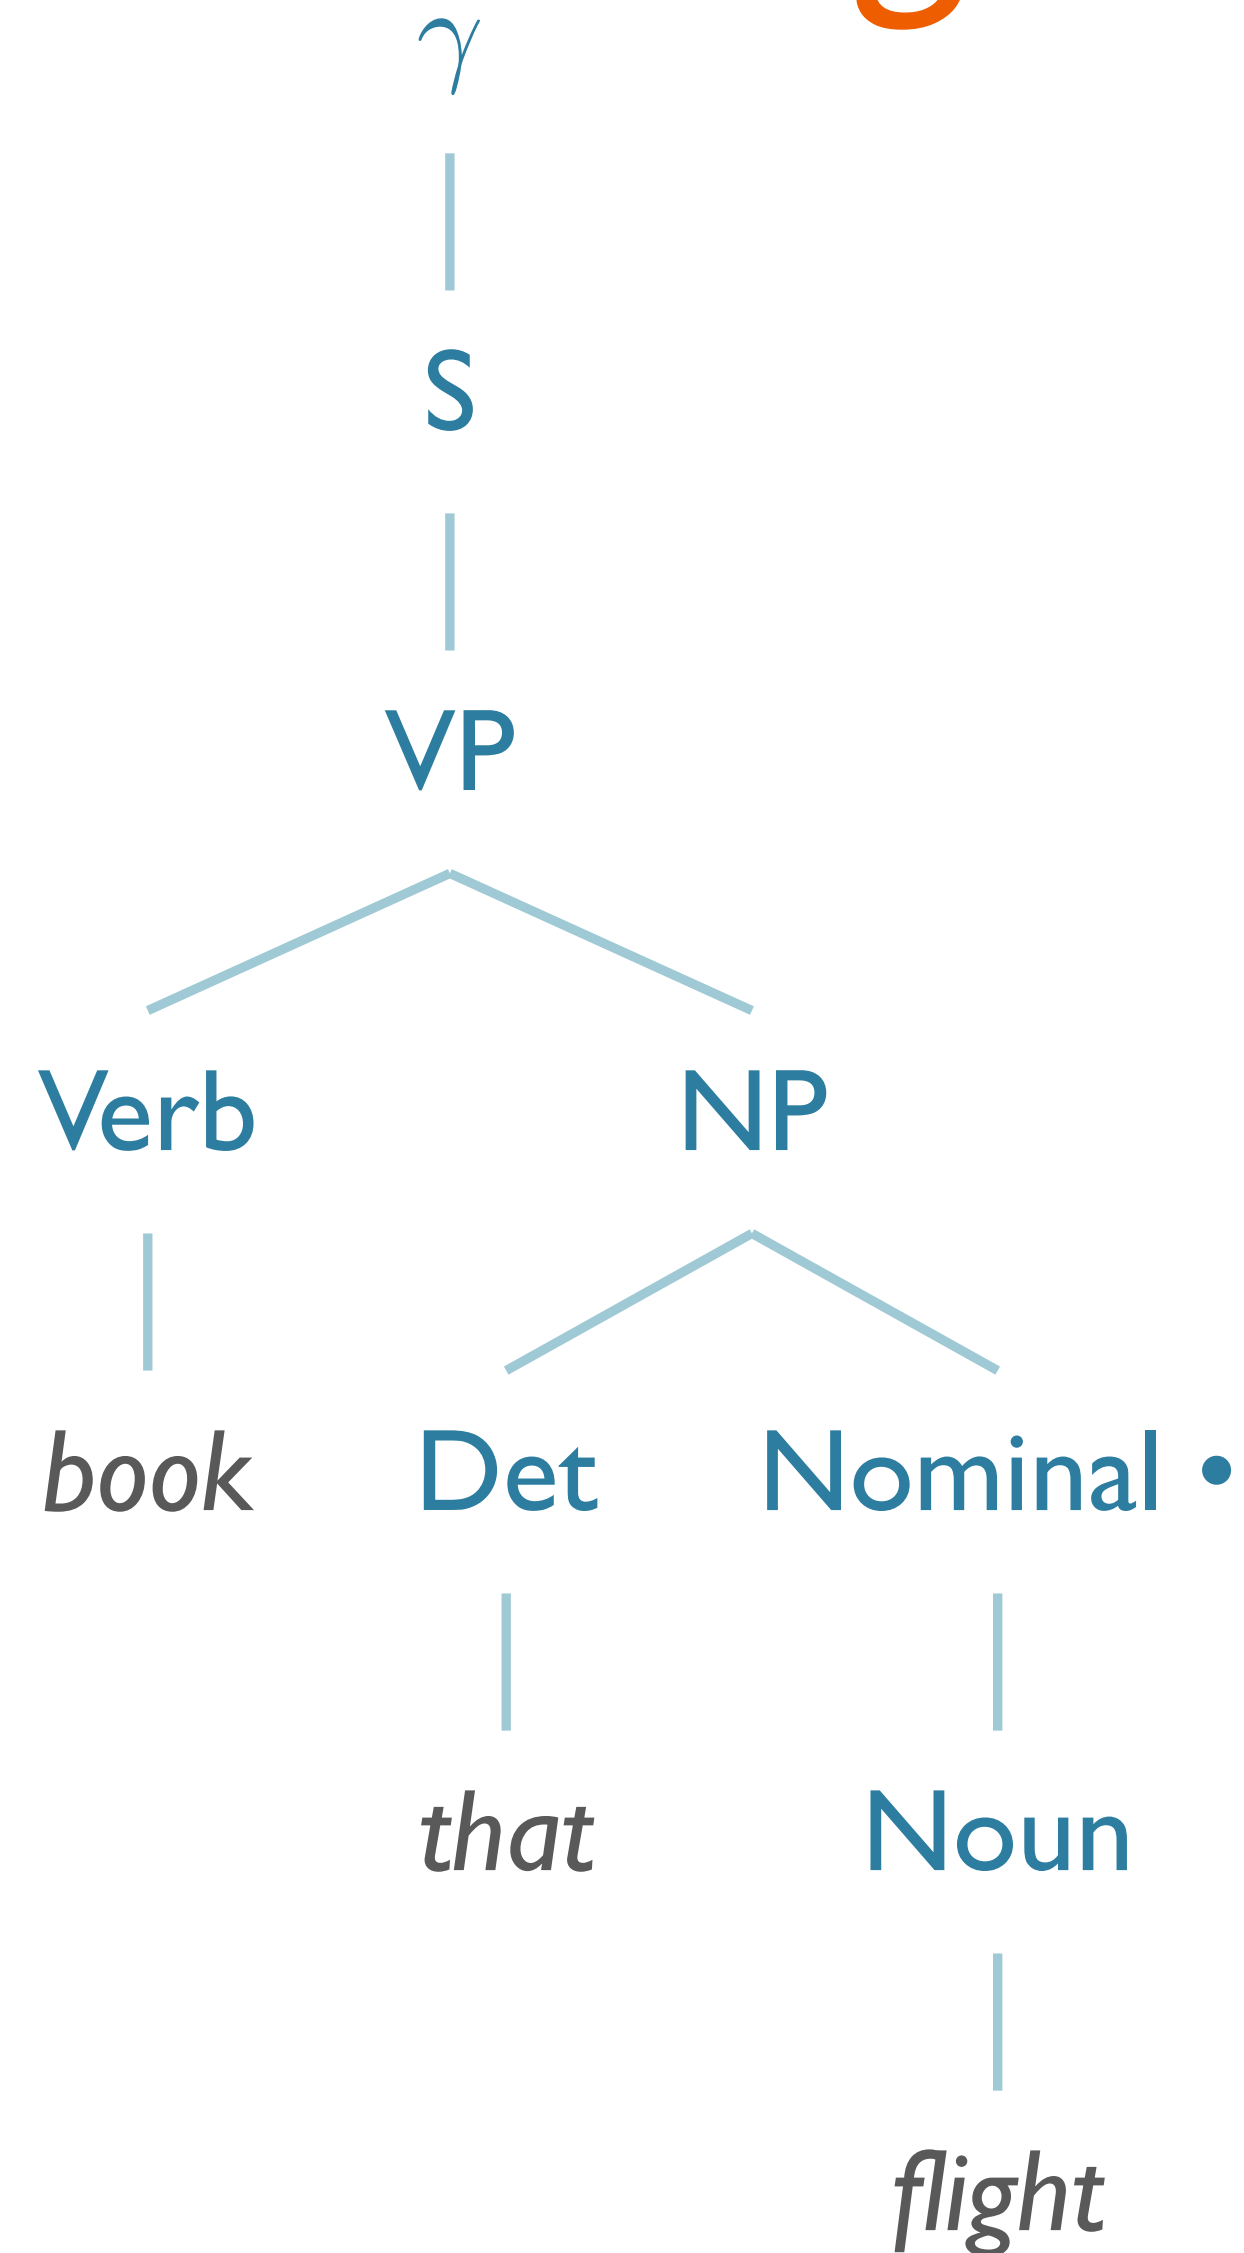 γ
S
VP
Verb NP
book Det Nominal •
that Noun
flight